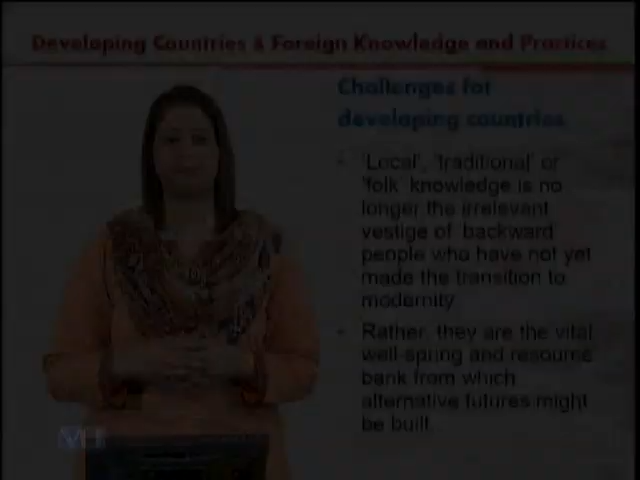 Developing Countries & Foreign Knowledge and Practices
Challenges for
developing countries
- 'Local', 'traditional' or
'folk' knowledge is no
longer the irrelevant
vestige of 'backward'
people who have not yet
made the transition to
modernity.
- Rather, they are the vital
well-spring and resource
bank from which
alternative futures might
be built.